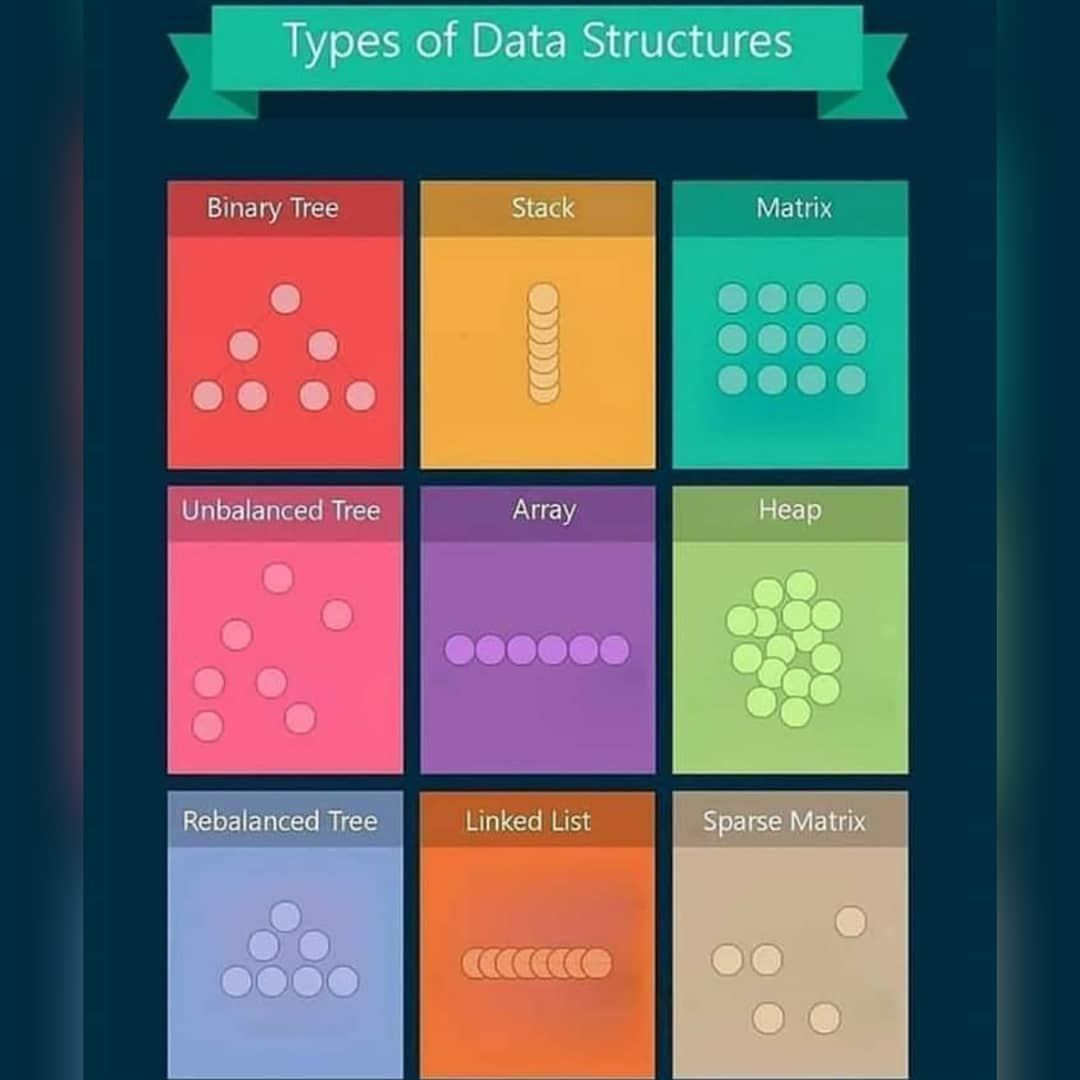 Types of Data Structures
Binary Tree
Stack
Matrix
Unbalanced Tree
Array
Heap
Rebalanced Tree
Linked List
Sparse Matrix